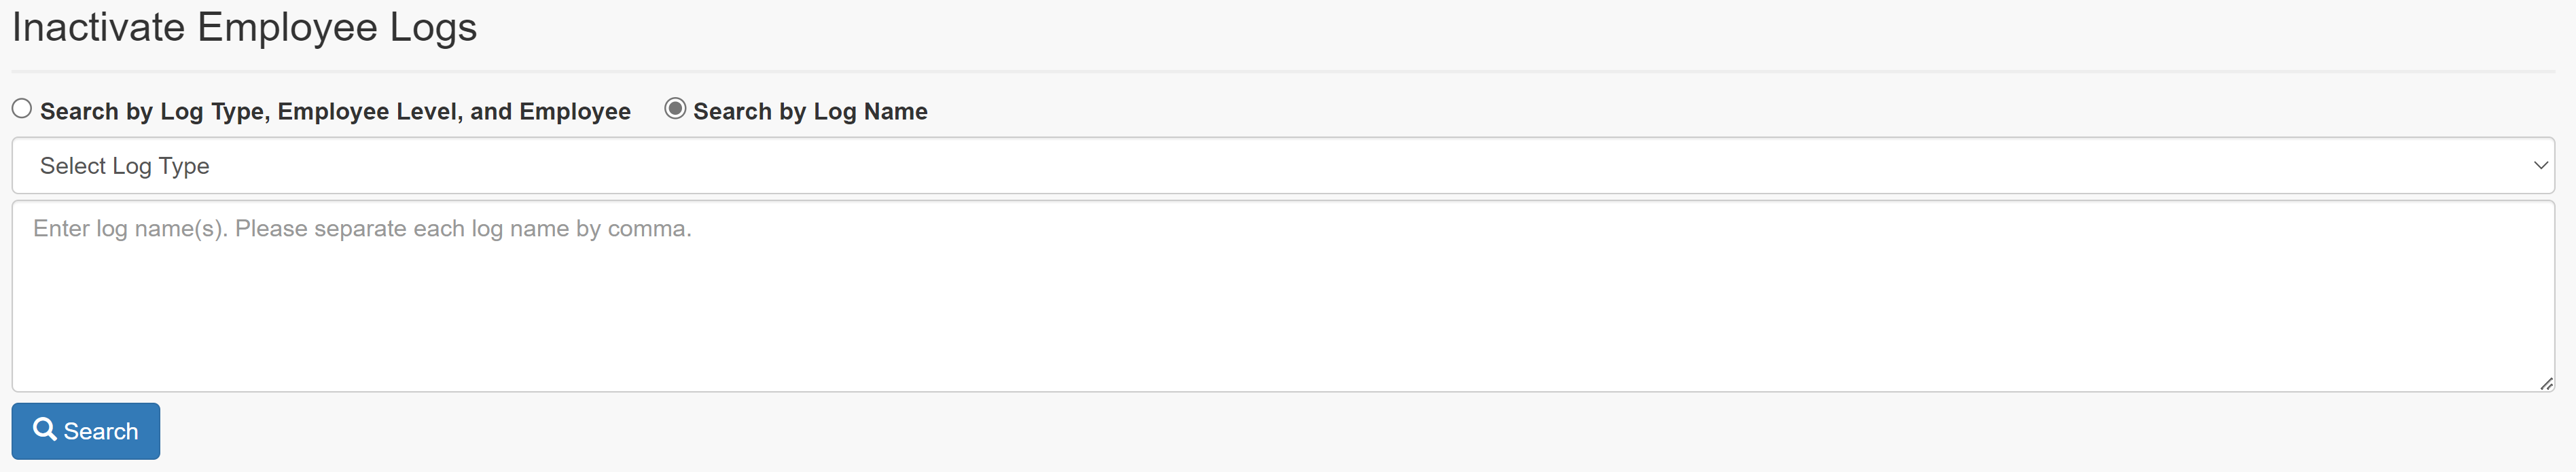 Inactivate Employee Logs
Search by Log Type, Employee Level, and Employee Search by Log Name
Select Log Type
Enter log name(s). Please separate each log name by comma.
Search